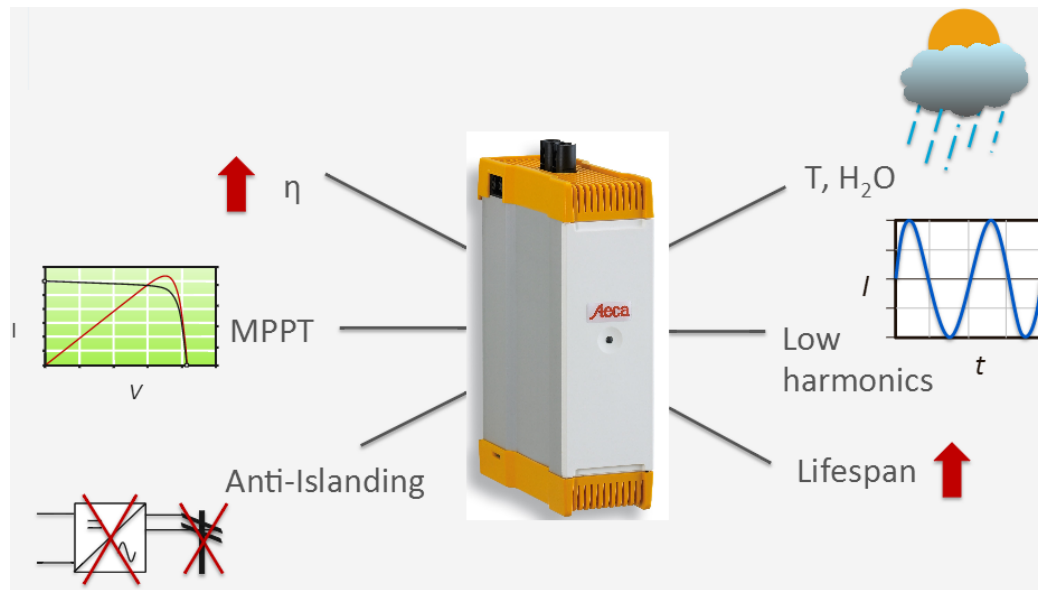 η
T, H₂O
I
MPPT
V
Aeca
I
Low
harmonics
t
Anti-Islanding
Lifespan